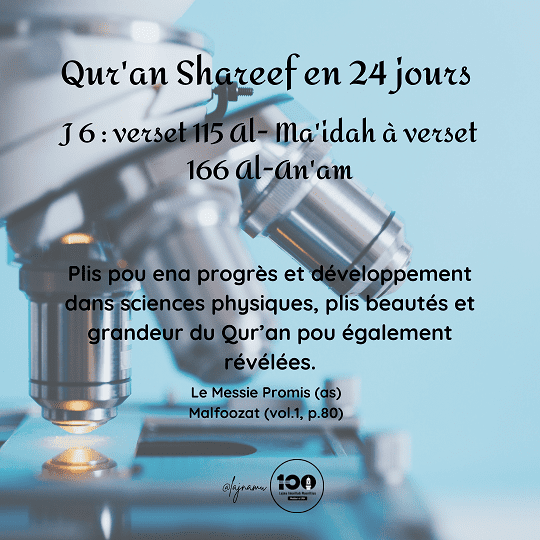 Qur'an Shareef en 24 jours
J 6 : verset 115 Al- Ma'idah à verset
166 Al-An'am
Plis pou ena progrès et développement
dans sciences physiques, plis beautés et
grandeur du Qur’an pou également
révélées.
Le Messie Promis (as)
Malfoozat (vol.1, p.80)
@lajnamu
100